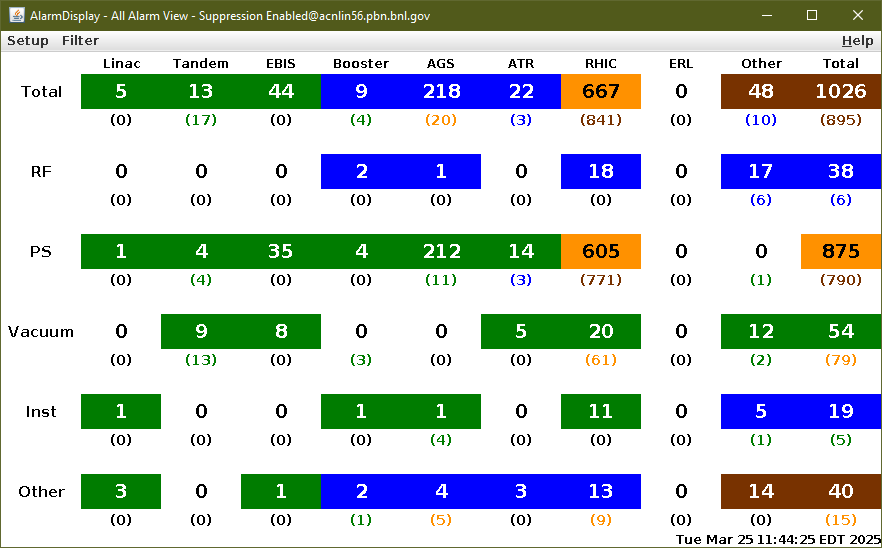 AlarmDisplay - All Alarm View - Suppression Enabled@acnlin56.pbn.bnl.gov
Setup Filter Help
Linac Tandem EBIS Booster AGS ATR RHIC ERL Other Total
Total 5 13 44 9 218 22 667 0 48 1026
(0) (17) (0) (4) (20) (3) (841) (0) (10) (895)
RF 0 0 0 2 1 0 18 0 17 38
(0) (0) (0) (0) (0) (0) (0) (0) (6) (6)
PS 1 4 35 4 212 14 605 0 0 875
(0) (4) (0) (0) (11) (3) (771) (0) (1) (790)
Vacuum 0 9 8 0 0 5 20 0 12 54
(0) (13) (0) (3) (0) (0) (61) (0) (2) (79)
Inst 1 0 0 1 1 0 11 0 5 19
(0) (0) (0) (0) (4) (0) (0) (0) (1) (5)
Other 3 0 1 2 4 3 13 0 14 40
(0) (0) (0) (1) (5) (0) (9) (0) (0) (15)
Tue Mar 25 11:44:25 EDT 2025